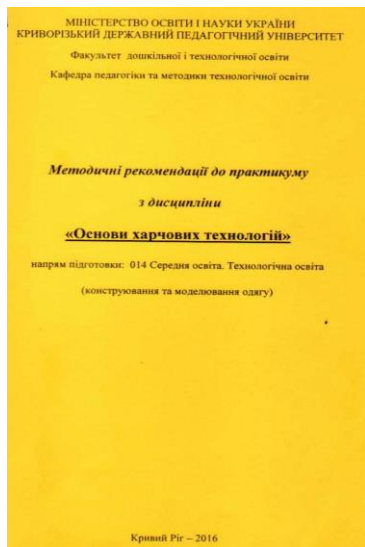 МІНІСТЕРСТВО ОСВІТИ І НАУКИ УКРАЇНИ
КРИВОРІЗЬКИЙ ДЕРЖАВНИЙ ПЕДАГОГІЧНИЙ УНІВЕРСИТЕТ
Факультет дошкільної і технологічної освіти
Кафедра педагогіки та методики технологічної освіти
Методичні рекомендації до практикуму
з дисципліни
«Основи харчових технологій»
напрям підготовки: 014 Середня освіта. Технологічна освіта
(конструювання та моделювання одягу)
Кривий Ріг – 2016